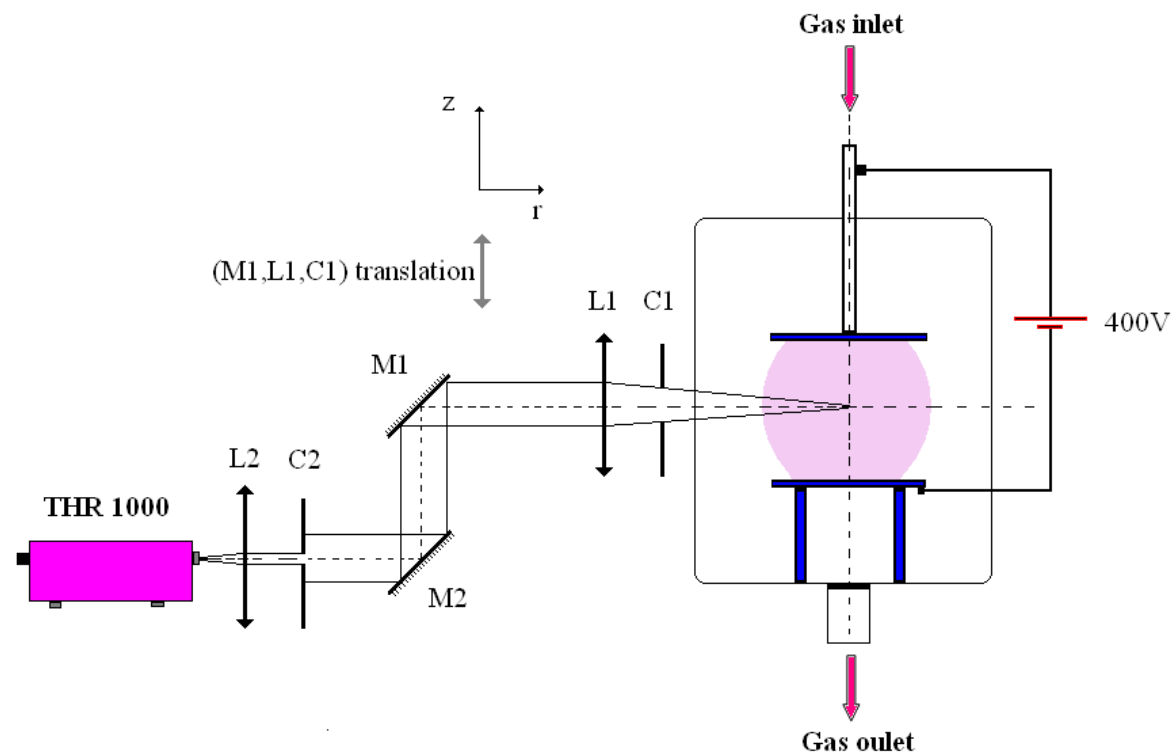 Gas inlet
z
r
(M1,L1,C1) translation
L1
C1
400V
M1
L2
C2
THR 1000
M2
Gas oulet